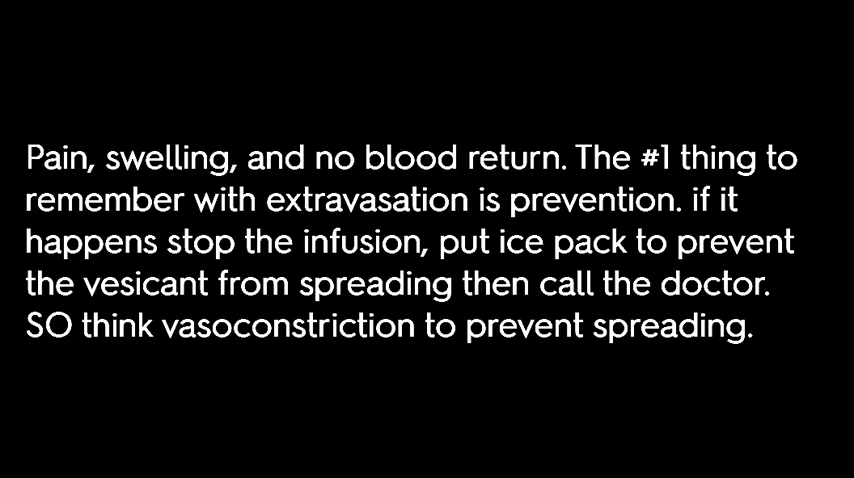 Pain, swelling, and no blood return. The #1 thing to
remember with extravasation is prevention. if it
happens stop the infusion, put ice pack to prevent
the vesicant from spreading then call the doctor.
SO think vasoconstriction to prevent spreading.